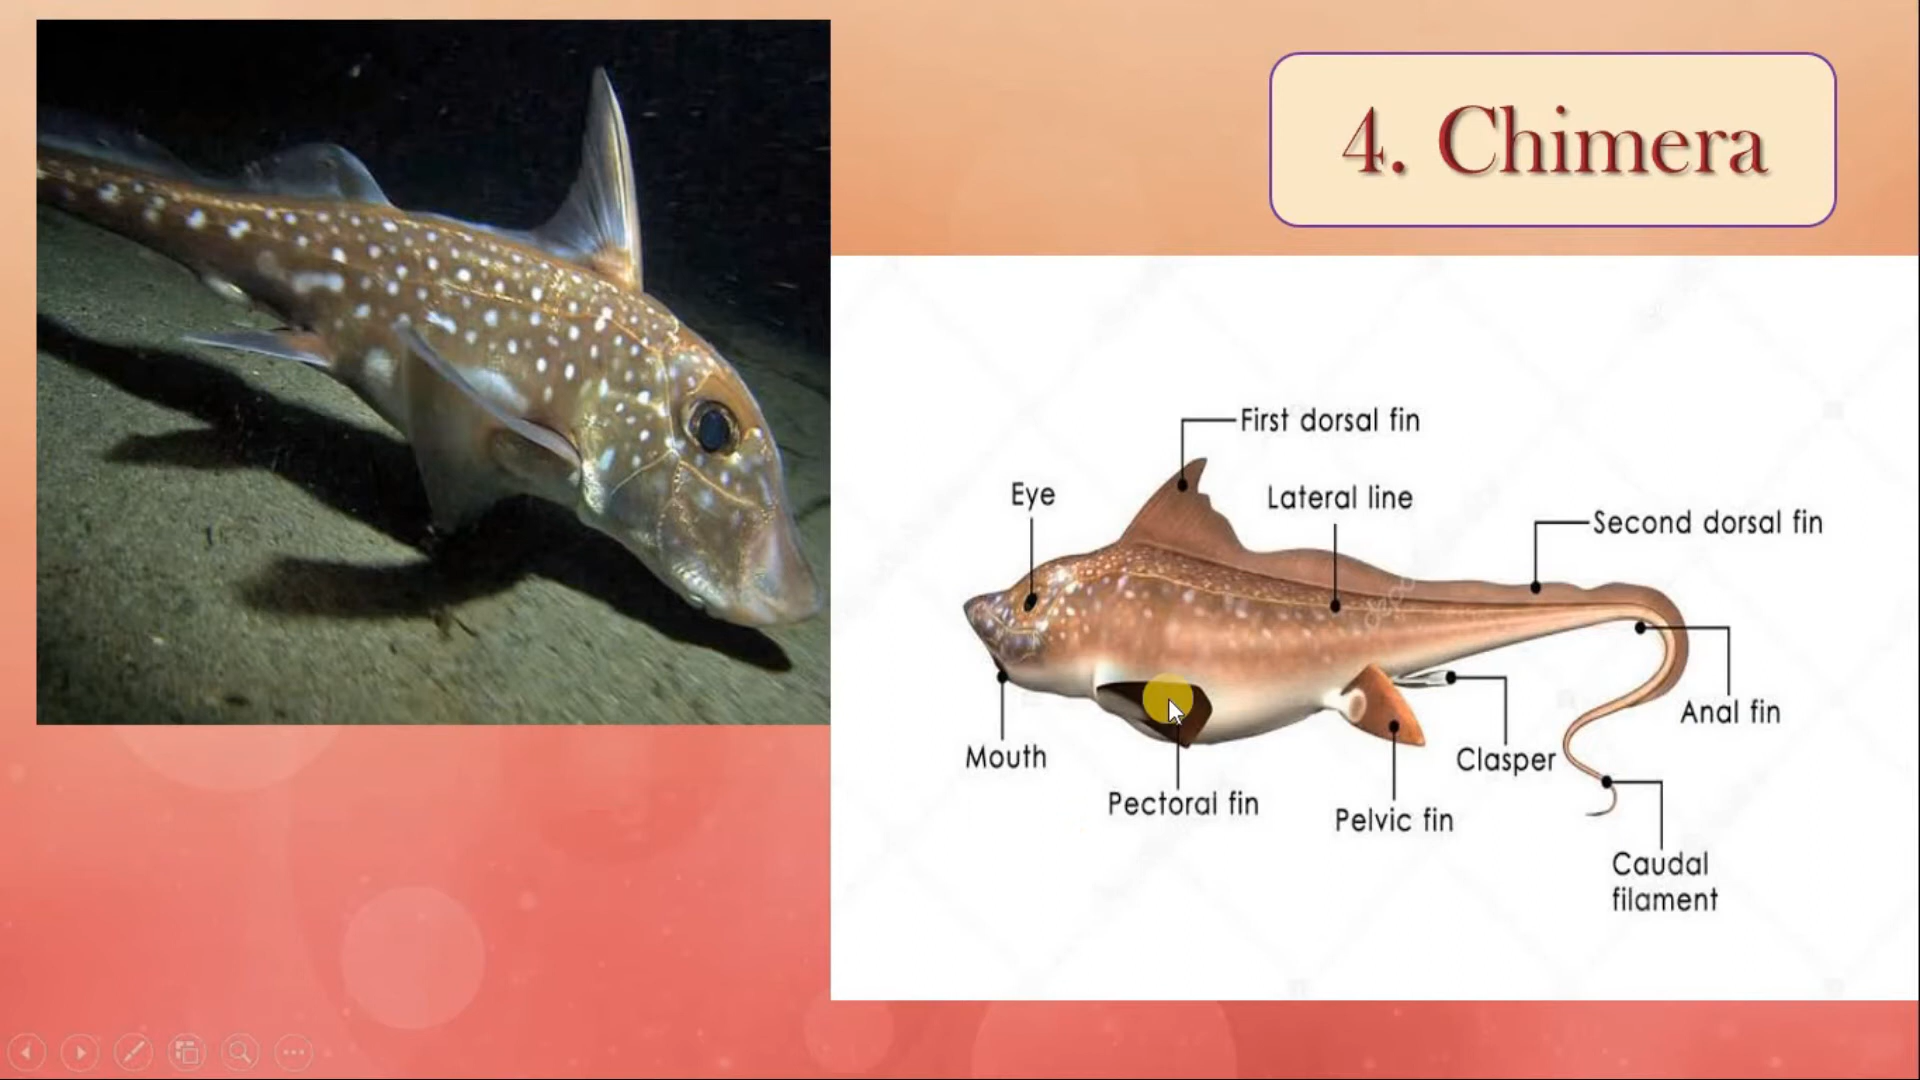 4. Chimera
First dorsal fin
Eye
Lateral line
Second dorsal fin
Anal fin
Mouth
Clasper
Pectoral fin
Pelvic fin
Caudal
filament